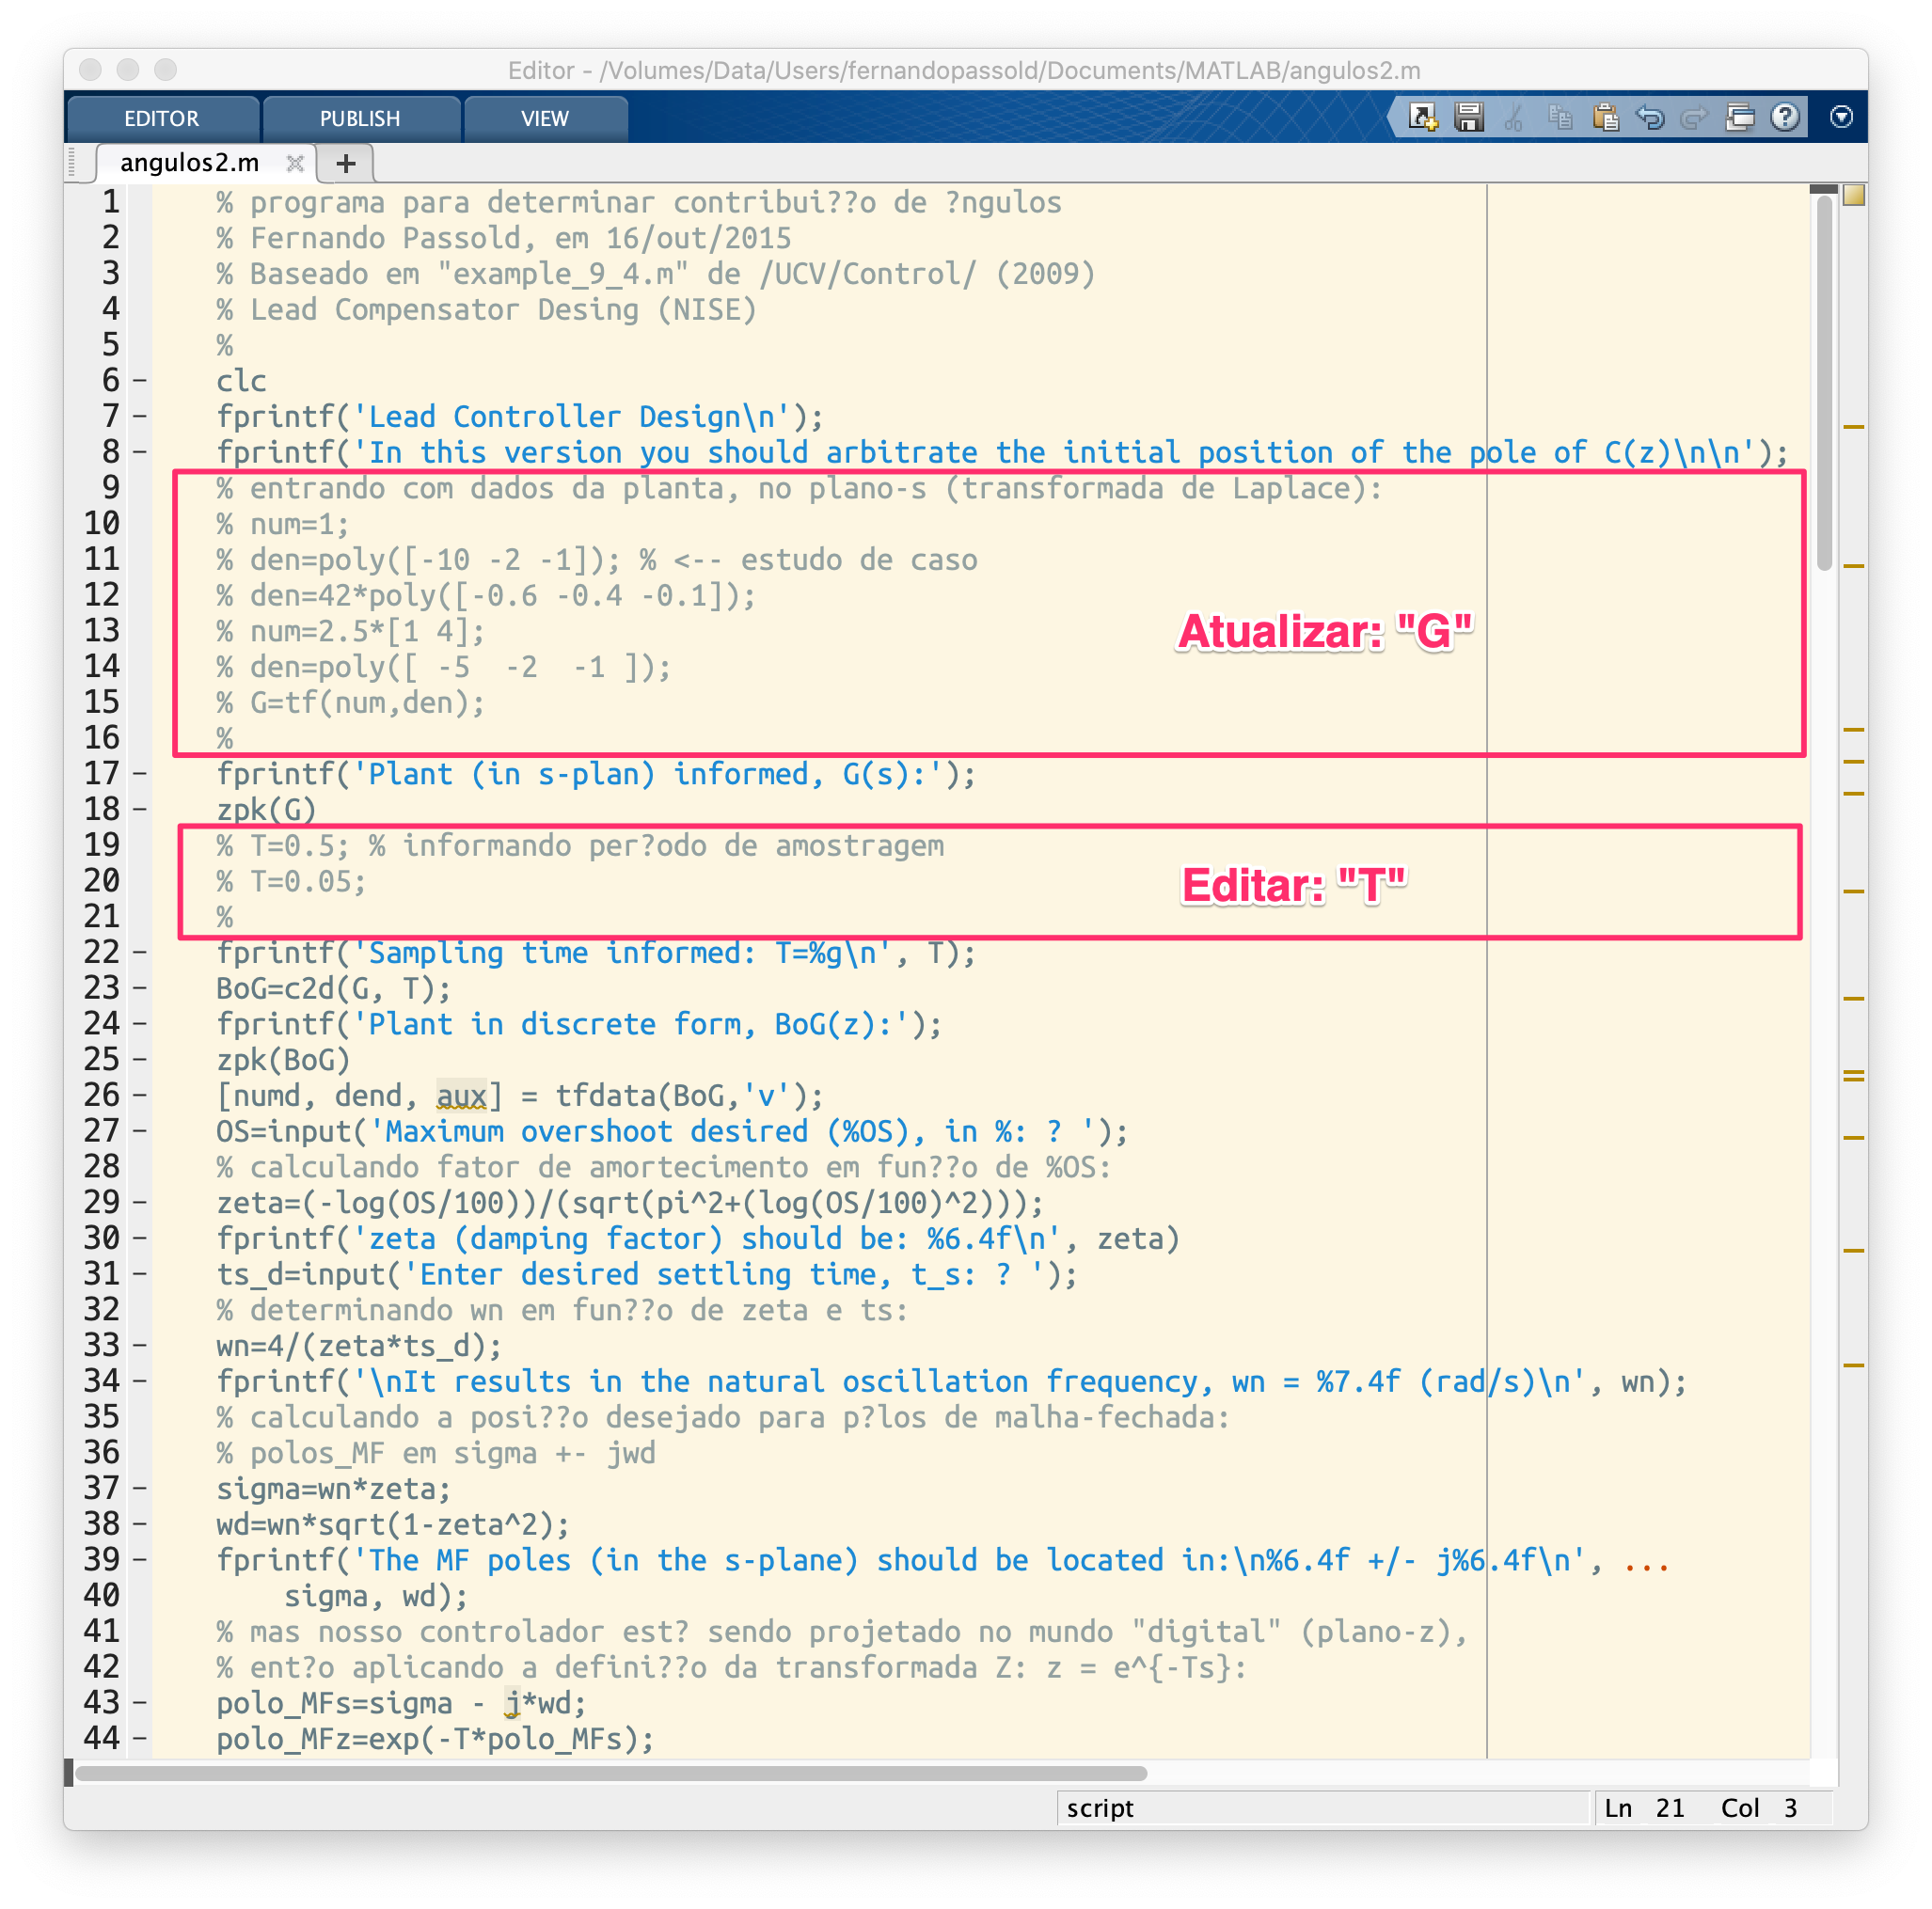 Editor - /Volumes/Data/Users/fernandopassold/Documents/MATLAB/angulos2.m
EDITOR PUBLISH VIEW
angulos2.m
1 % programa para determinar contribui??o de ?ngulos
2 % Fernando Passold, em 16/out/2015
3 % Baseado em "example_9_4.m" de /UCV/Control/ (2009)
4 % Lead Compensator Desing (NISE)
5 %
6 - clc
7 - fprintf('Lead Controller Design\n');
8 - fprintf('In this version you should arbitrate the initial position of the pole of C(z)\n\n');
9 % entrando com dados da planta, no plano-s (transformada de Laplace):
10 % num=1;
11 % den=poly([-10 -2 -1]); % <-- estudo de caso
12 % den=42*poly([-0.6 -0.4 -0.1]);
13 % num=2.5*[1 4];
Atualizar: "G"
14 % den=poly([ -5  -2  -1 ]);
15 % G=tf(num,den);
16 %
17 - fprintf('Plant (in s-plan) informed, G(s):');
18 - zpk(G)
19 % T=0.5; % informando per?odo de amostragem
20 % T=0.05;
Editar: "T"
21 %
22 - fprintf('Sampling time informed: T=%g\n', T);
23 - BoG=c2d(G, T);
24 - fprintf('Plant in discrete form, BoG(z):');
25 - zpk(BoG)
26 - [numd, dend, aux] = tfdata(BoG,'v');
27 - OS=input('Maximum overshoot desired (%OS), in %: ? ');
28 % calculando fator de amortecimento em fun??o de %OS:
29 - zeta=(-log(OS/100))/(sqrt(pi^2+(log(OS/100)^2)));
30 - fprintf('zeta (damping factor) should be: %6.4f\n', zeta)
31 - ts_d=input('Enter desired settling time, t_s: ? ');
32 % determinando wn em fun??o de zeta e ts:
33 - wn=4/(zeta*ts_d);
34 - fprintf('\nIt results in the natural oscillation frequency, wn = %7.4f (rad/s)\n', wn);
35 % calculando a posi??o desejado para p?los de malha-fechada:
36 % polos_MF em sigma +- jwd
37 - sigma=wn*zeta;
38 - wd=wn*sqrt(1-zeta^2);
39 - fprintf('The MF poles (in the s-plane) should be located in:\n%6.4f +/- j%6.4f\n', ...
40 sigma, wd);
41 % mas nosso controlador est? sendo projetado no mundo "digital" (plano-z),
42 % ent?o aplicando a defini??o da transformada Z: z = e^{-Ts}:
43 - polo_MFs=sigma - j*wd;
44 - polo_MFz=exp(-T*polo_MFs);
script Ln 21 Col 3